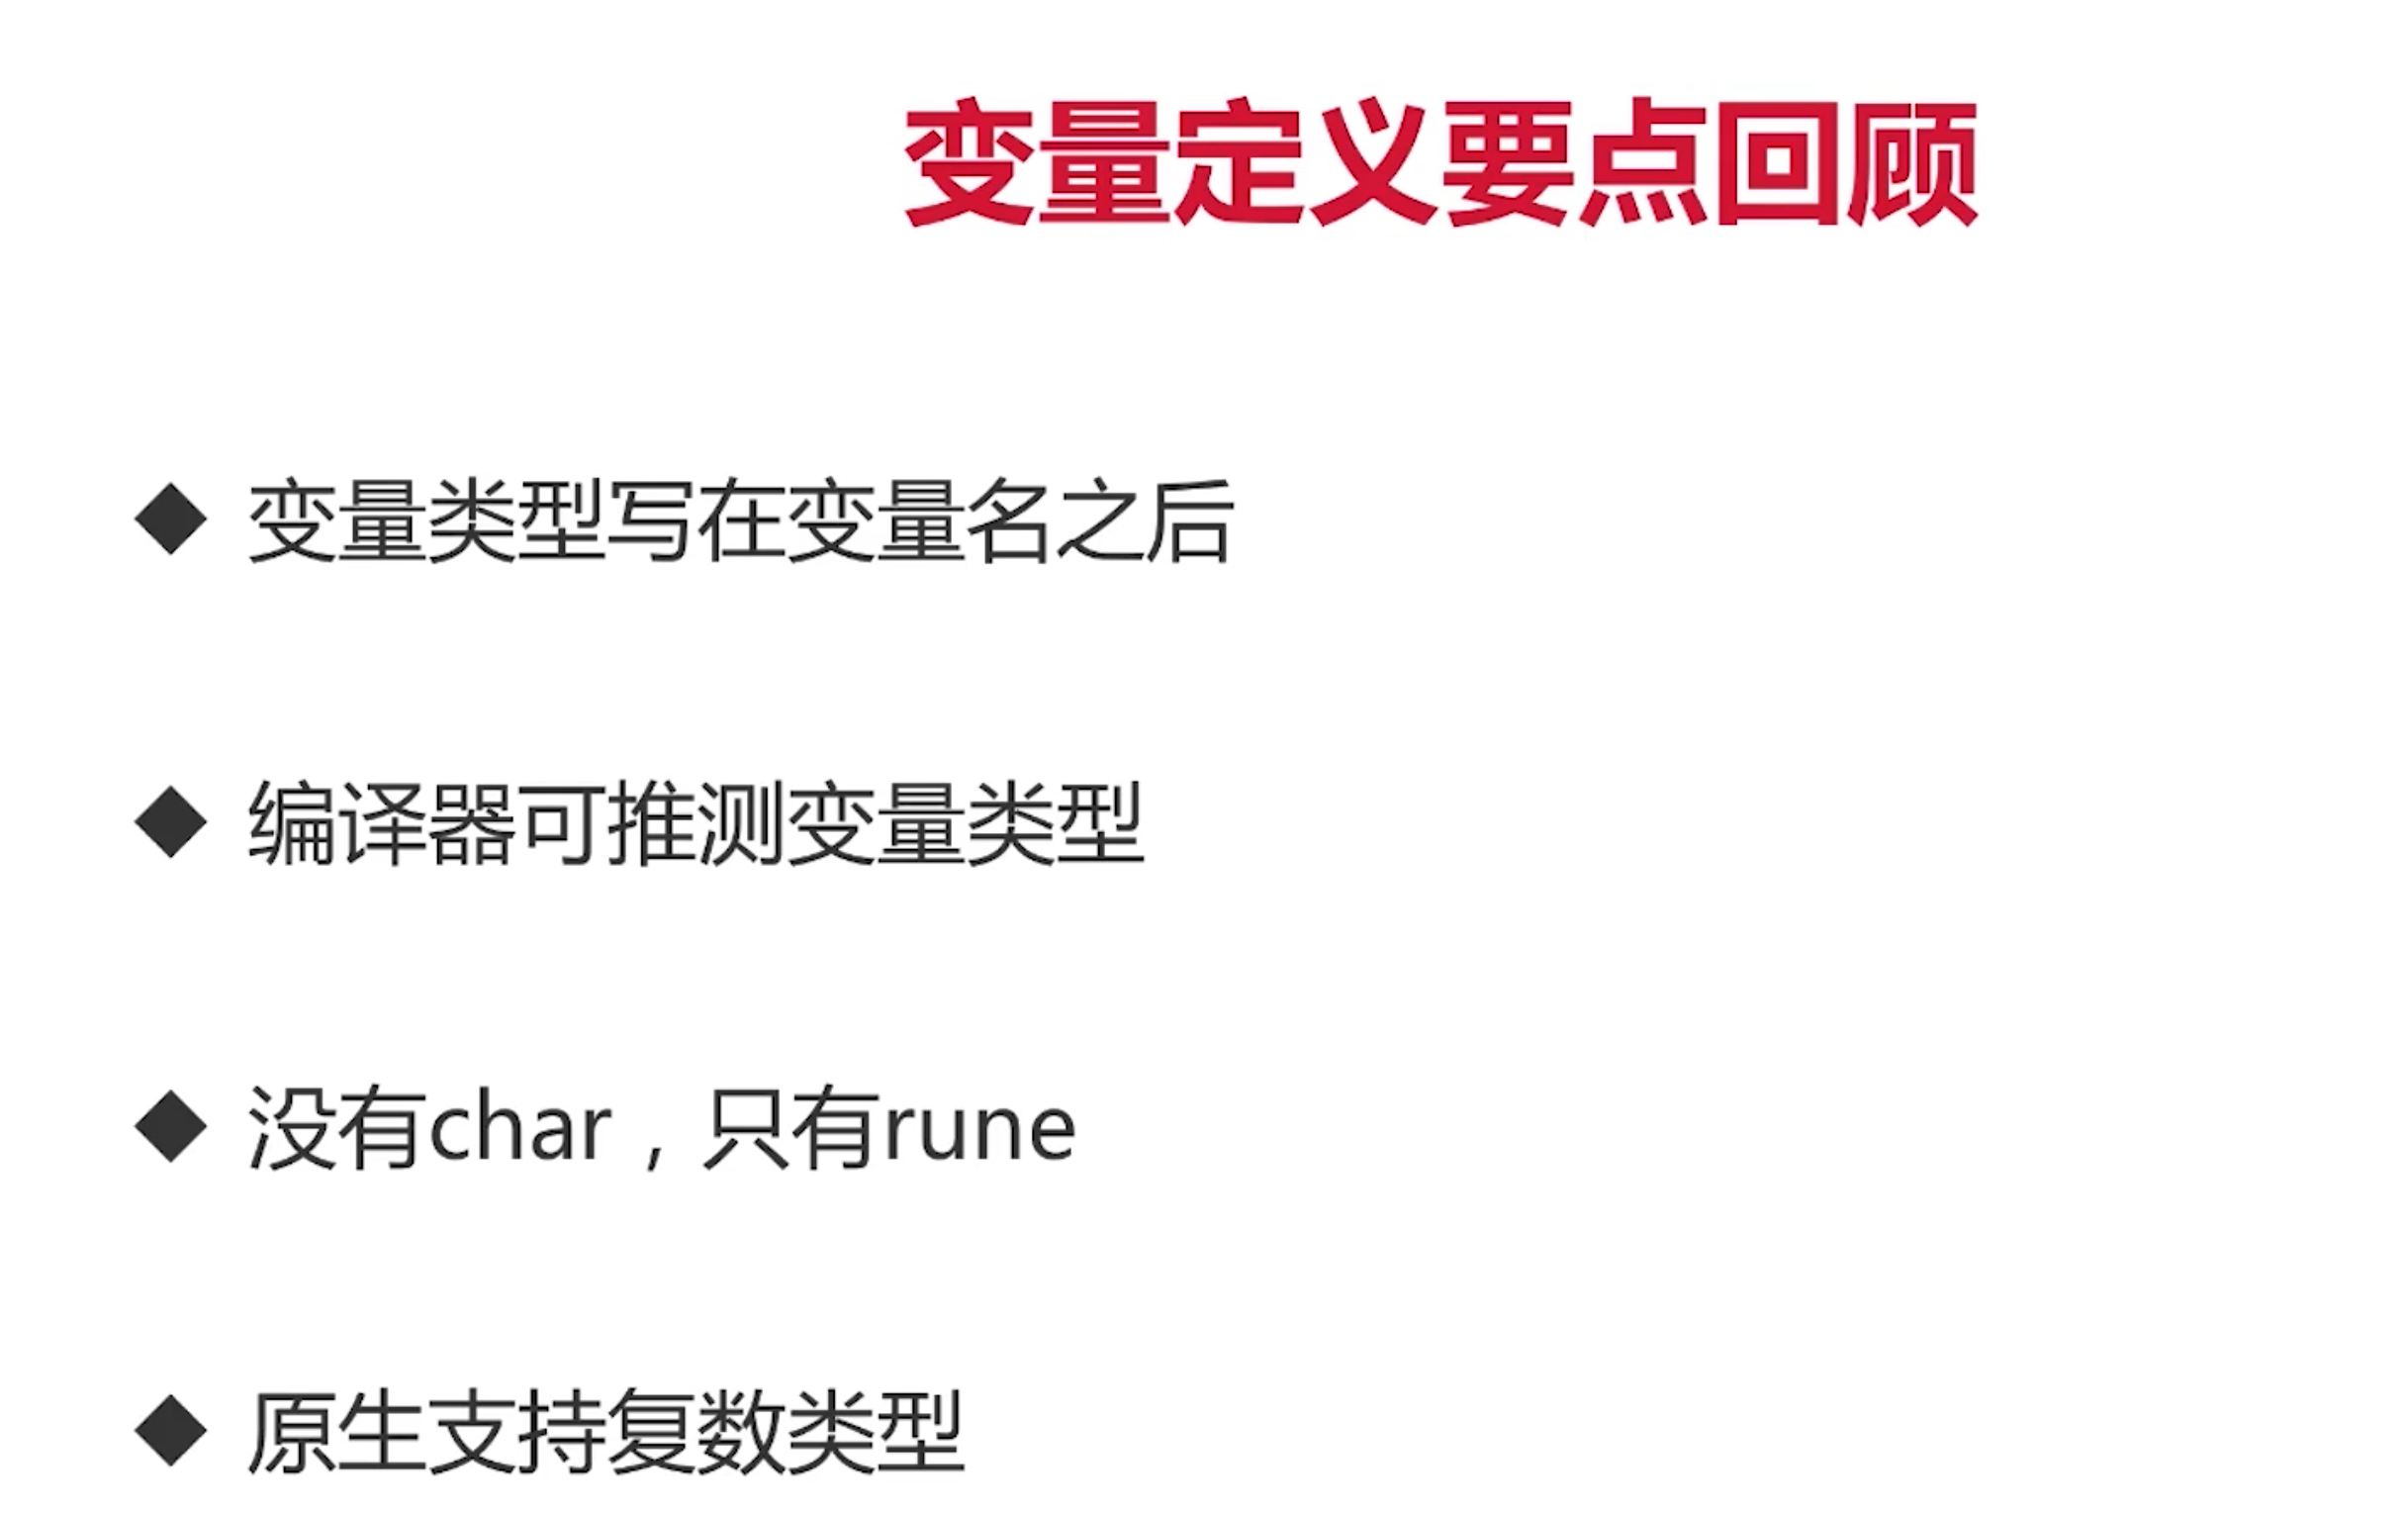 变量定义要点回顾
◆ 变量类型写在变量名之后
◆ 编译器可推测变量类型
◆ 没有char，只有rune
◆ 原生支持复数类型